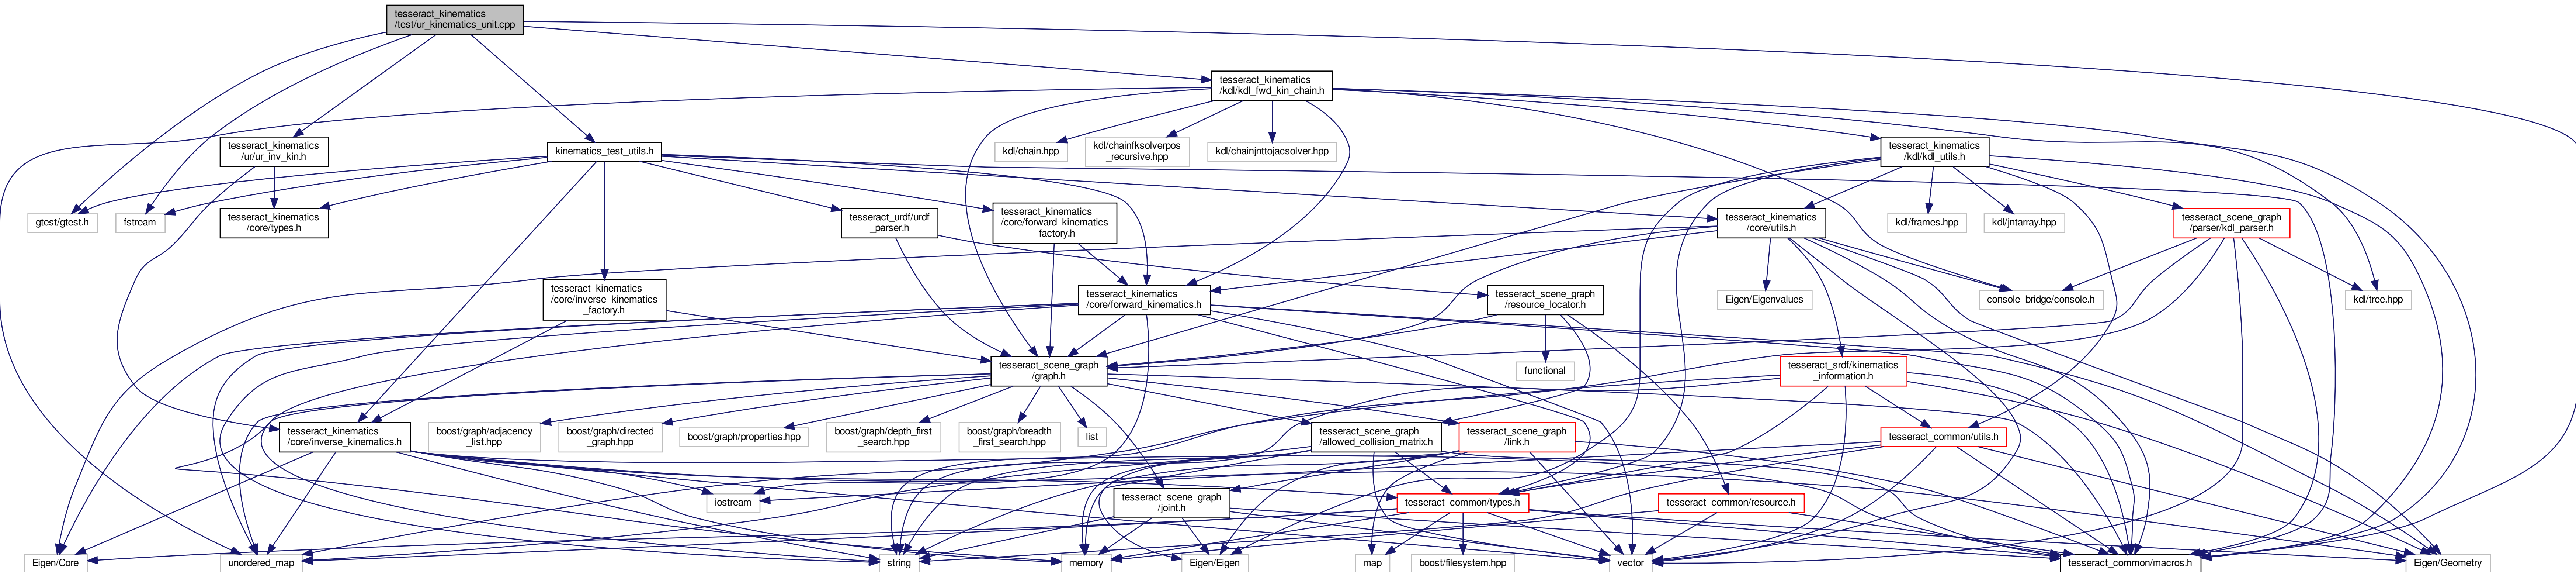 tesseract_kinematics
/test/ur_kinematics_unit.cpp
tesseract_kinematics
/kdl/kdl_fwd_kin_chain.h
tesseract_kinematics
/ur/ur_inv_kin.h
kinematics_test_utils.h
kdl/chain.hpp
kdl/chainfksolverpos
_recursive.hpp
kdl/chainjnttojacsolver.hpp
tesseract_kinematics
/kdl/kdl_utils.h
gtest/gtest.h
fstream
tesseract_kinematics
/core/types.h
tesseract_urdf/urdf
_parser.h
tesseract_kinematics
/core/forward_kinematics
_factory.h
tesseract_kinematics
/core/utils.h
kdl/frames.hpp
kdl/jntarray.hpp
tesseract_scene_graph
/parser/kdl_parser.h
tesseract_kinematics
/core/inverse_kinematics
_factory.h
tesseract_kinematics
/core/forward_kinematics.h
tesseract_scene_graph
/resource_locator.h
Eigen/Eigenvalues
console_bridge/console.h
kdl/tree.hpp
tesseract_scene_graph
/graph.h
functional
tesseract_srdf/kinematics
_information.h
tesseract_kinematics
/core/inverse_kinematics.h
boost/graph/adjacency
_list.hpp
boost/graph/directed
_graph.hpp
boost/graph/properties.hpp
boost/graph/depth_first
_search.hpp
boost/graph/breadth
_first_search.hpp
list
tesseract_scene_graph
/allowed_collision_matrix.h
tesseract_scene_graph
/link.h
tesseract_common/utils.h
iostream
tesseract_scene_graph
/joint.h
tesseract_common/types.h
tesseract_common/resource.h
Eigen/Core
unordered_map
string
memory
Eigen/Eigen
map
boost/filesystem.hpp
vector
tesseract_common/macros.h
Eigen/Geometry